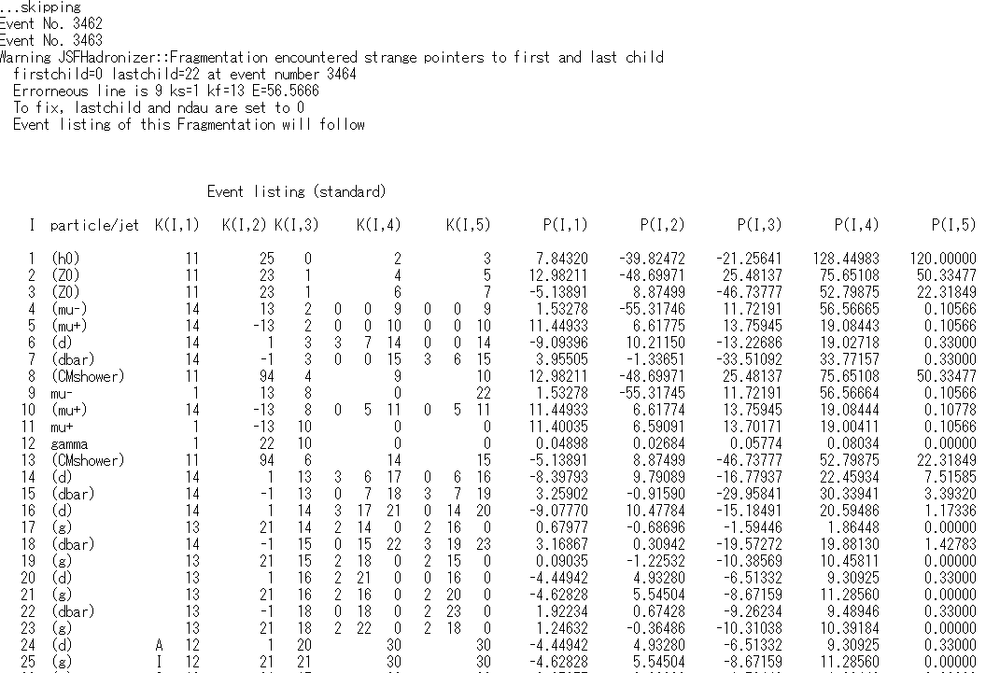 ...skipping
Event No. 3462
Event No. 3463
Warning JSFHadronizer::Fragmentation encountered strange pointers to first and last child
firstchild=0 lastchild=22 at event number 3464
Errorneous line is 9 ks=1 kf=13 E=56.5666
To fix, lastchild and ndau are set to 0
Event listing of this Fragmentation will follow
Event listing (standard)
I particle/jet K(I,1) K(I,2) K(I,3) K(I,4) K(I,5) P(I,1) P(I,2) P(I,3) P(I,4) P(I,5)
1 (h0) 11 25 0 2 3 7.84320 -39.82472 -21.25641 128.44983 120.00000
2 (Z0) 11 23 1 4 5 12.98211 -48.69971 25.48137 75.65108 50.33477
3 (Z0) 11 23 1 6 7 -5.13891 8.87499 -46.73777 52.79875 22.31849
4 (mu-) 14 13 2 0 0 9 0 0 9 1.53278 -55.31746 11.72191 56.56665 0.10566
5 (mu+) 14 -13 2 0 0 10 0 0 10 11.44933 6.61775 13.75945 19.08443 0.10566
6 (d) 14 1 3 3 7 14 0 0 14 -9.09396 10.21150 -13.22686 19.02718 0.33000
7 (dbar) 14 -1 3 0 0 15 3 6 15 3.95505 -1.33651 -33.51092 33.77157 0.33000
8 (CMshower) 11 94 4 9 10 12.98211 -48.69971 25.48137 75.65108 50.33477
9 mu- 1 13 8 0 22 1.53278 -55.31745 11.72191 56.56664 0.10566
10 (mu+) 14 -13 8 0 5 11 0 5 11 11.44933 6.61774 13.75945 19.08444 0.10778
11 mu+ 1 -13 10 0 0 11.40035 6.59091 13.70171 19.00411 0.10566
12 gamma 1 22 10 0 0 0.04898 0.02684 0.05774 0.08034 0.00000
13 (CMshower) 11 94 6 14 15 -5.13891 8.87499 -46.73777 52.79875 22.31849
14 (d) 14 1 13 3 6 17 0 6 16 -8.39793 9.79089 -16.77937 22.45934 7.51585
15 (dbar) 14 -1 13 0 7 18 3 7 19 3.25902 -0.91590 -29.95841 30.33941 3.39320
16 (d) 14 1 14 3 17 21 0 14 20 -9.07770 10.47784 -15.18491 20.59486 1.17336
17 (g) 13 21 14 2 14 0 2 16 0 0.67977 -0.68696 -1.59446 1.86448 0.00000
18 (dbar) 14 -1 15 0 15 22 3 19 23 3.16867 0.30942 -19.57272 19.88130 1.42783
19 (g) 13 21 15 2 18 0 2 15 0 0.09035 -1.22532 -10.38569 10.45811 0.00000
20 (d) 13 1 16 2 21 0 0 16 0 -4.44942 4.93280 -6.51332 9.30925 0.33000
21 (g) 13 21 16 2 16 0 2 20 0 -4.62828 5.54504 -8.67159 11.28560 0.00000
22 (dbar) 13 -1 18 0 18 0 2 23 0 1.92234 0.67428 -9.26234 9.48946 0.33000
23 (g) 13 21 18 2 22 0 2 18 0 1.24632 -0.36486 -10.31038 10.39184 0.00000
24 (d) A 12 1 20 30 30 -4.44942 4.93280 -6.51332 9.30925 0.33000
25 (g) I 12 21 21 30 30 -4.62828 5.54504 -8.67159 11.28560 0.00000